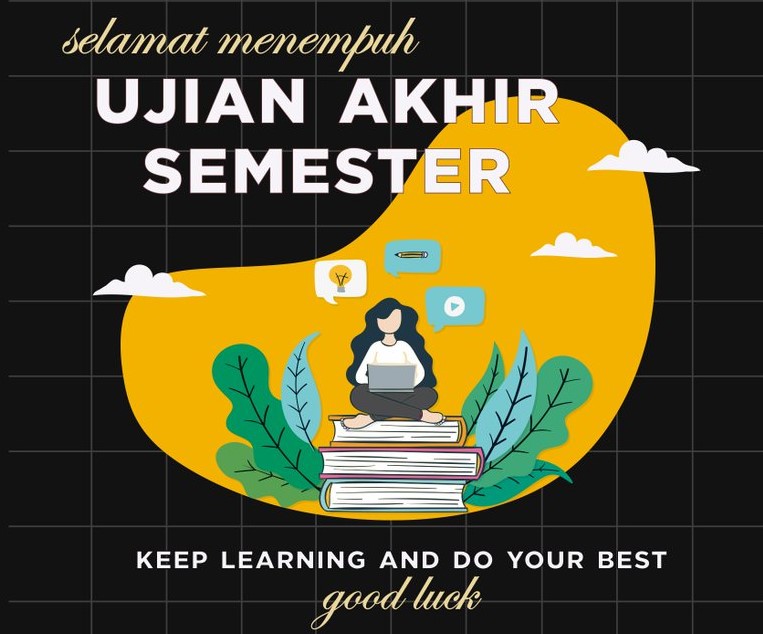 selamat menempuh
UJIAN AKHIR
SEMESTER
KEEP LEARNING AND DO YOUR BEST
good luck